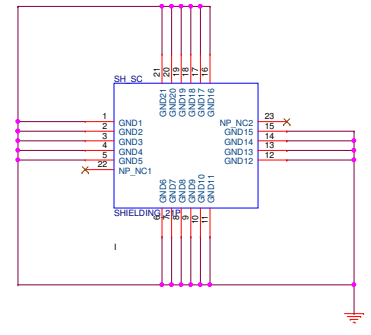 21 20 19 18 17 16
SH_SC
GND21 GND20 GND19 GND18 GND17 GND16
1 GND1
2 GND2
3 GND3
4 GND4
5 GND5
22 NP_NC1
NP_NC2 23
GND15 15
GND14 14
GND13 13
GND12 12
GND6 GND7 GND8 GND9 GND10 GND11
SHIELDING_21P
6 7 8 9 10 11
I